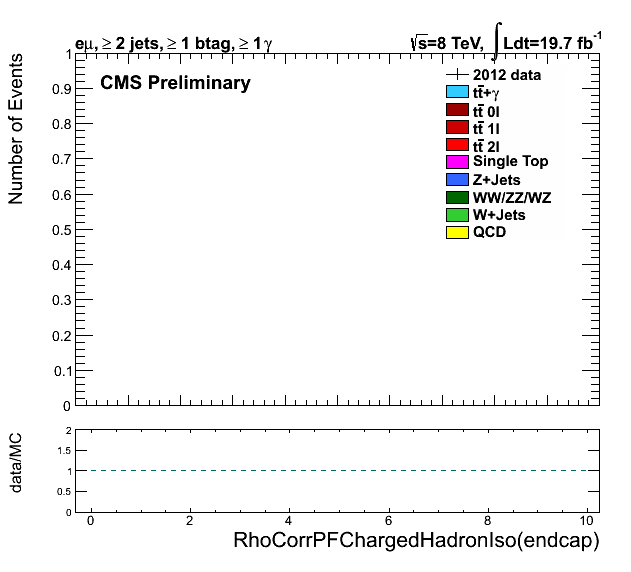 eμ, ≥ 2 jets, ≥ 1 btag, ≥ 1γ
√s=8 TeV, ∫Ldt=19.7 fb⁻¹
CMS Preliminary
2012 data
tt̄+γ
tt̄ 0l
tt̄ 1l
tt̄ 2l
Single Top
Z+Jets
WW/ZZ/WZ
W+Jets
QCD
Number of Events
1
0.9
0.8
0.7
0.6
0.5
0.4
0.3
0.2
0.1
0
data/MC
2
1.5
1
0.5
0
0 2 4 6 8 10
RhoCorrPFChargedHadronIso(endcap)